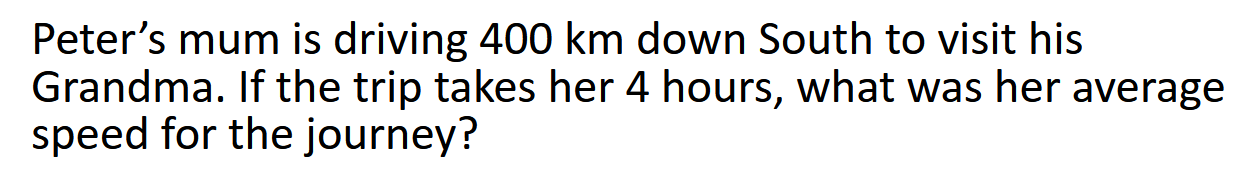 Peter’s mum is driving 400 km down South to visit his
Grandma. If the trip takes her 4 hours, what was her average
speed for the journey?